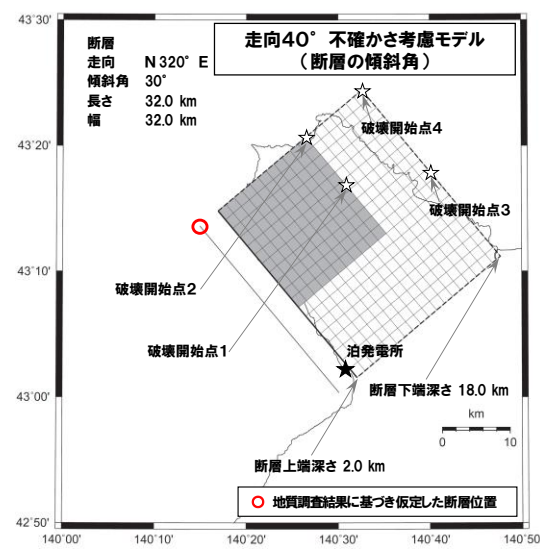 43°30'
断層
走向 N 320° E
傾斜角 30°
長さ 32.0 km
幅 32.0 km
走向40° 不確かさ考慮モデル
（断層の傾斜角）
破壊開始点4
43°20'
破壊開始点3
43°10'
破壊開始点2
破壊開始点1
泊発電所
43°00'
断層下端深さ 18.0 km
km
0 10
断層上端深さ 2.0 km
地質調査結果に基づき仮定した断層位置
42°50'
140°00' 140°10' 140°20' 140°30' 140°40' 140°50'